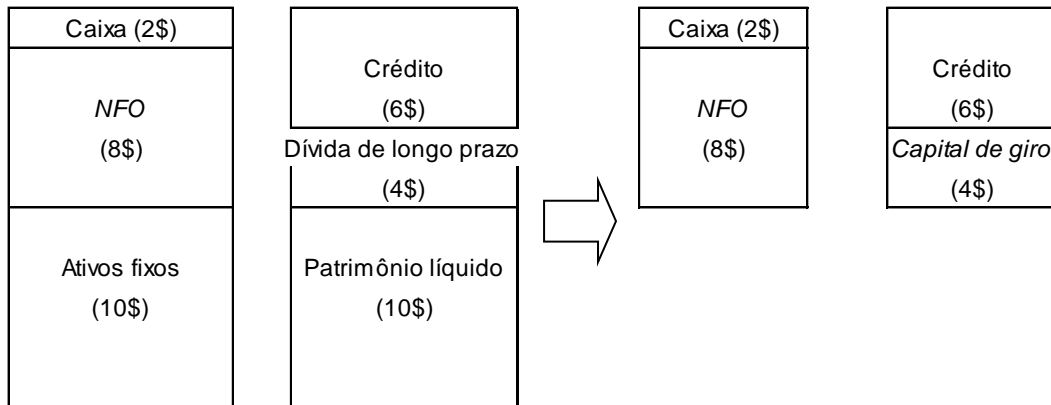 Caixa (2$)
NFO
(8$)
Ativos fixos
(10$)
Crédito
(6$)
Dívida de longo prazo
(4$)
Patrimônio líquido
(10$)
Caixa (2$)
NFO
(8$)
Crédito
(6$)
Capital de giro
(4$)